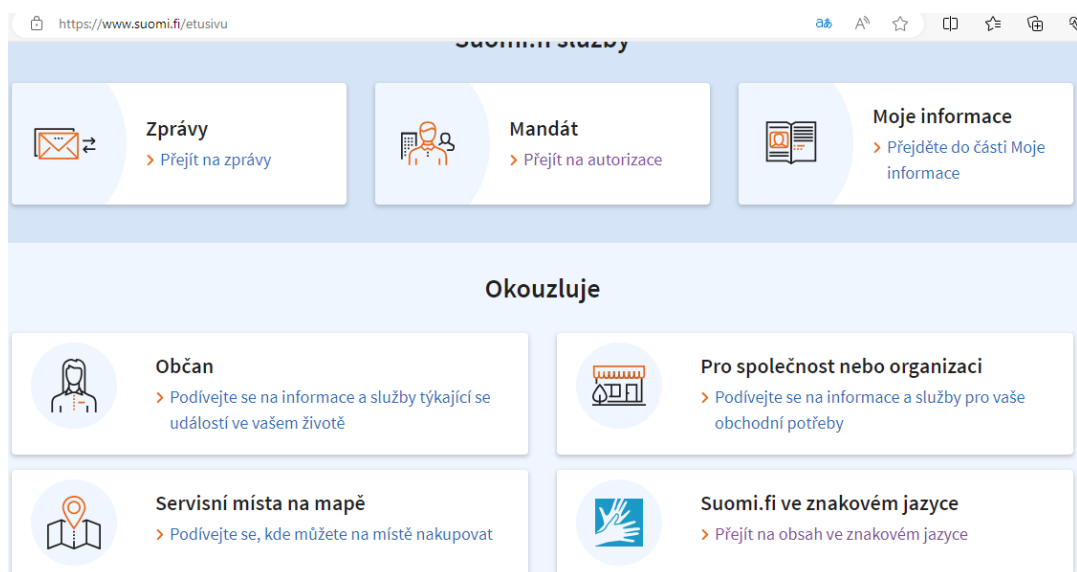 https://www.suomi.fi/etusivu
Suomi.fi služby
Zprávy
Přejít na zprávy
Mandát
Přejít na autorizace
Moje informace
Přejděte do části Moje
informace
Okouzluje
Občan
Podívejte se na informace a služby týkající se
událostí ve vašem životě
Pro společnost nebo organizaci
Podívejte se na informace a služby pro vaše
obchodní potřeby
Servisní místa na mapě
Podívejte se, kde můžete na místě nakupovat
Suomi.fi ve znakovém jazyce
Přejít na obsah ve znakovém jazyce